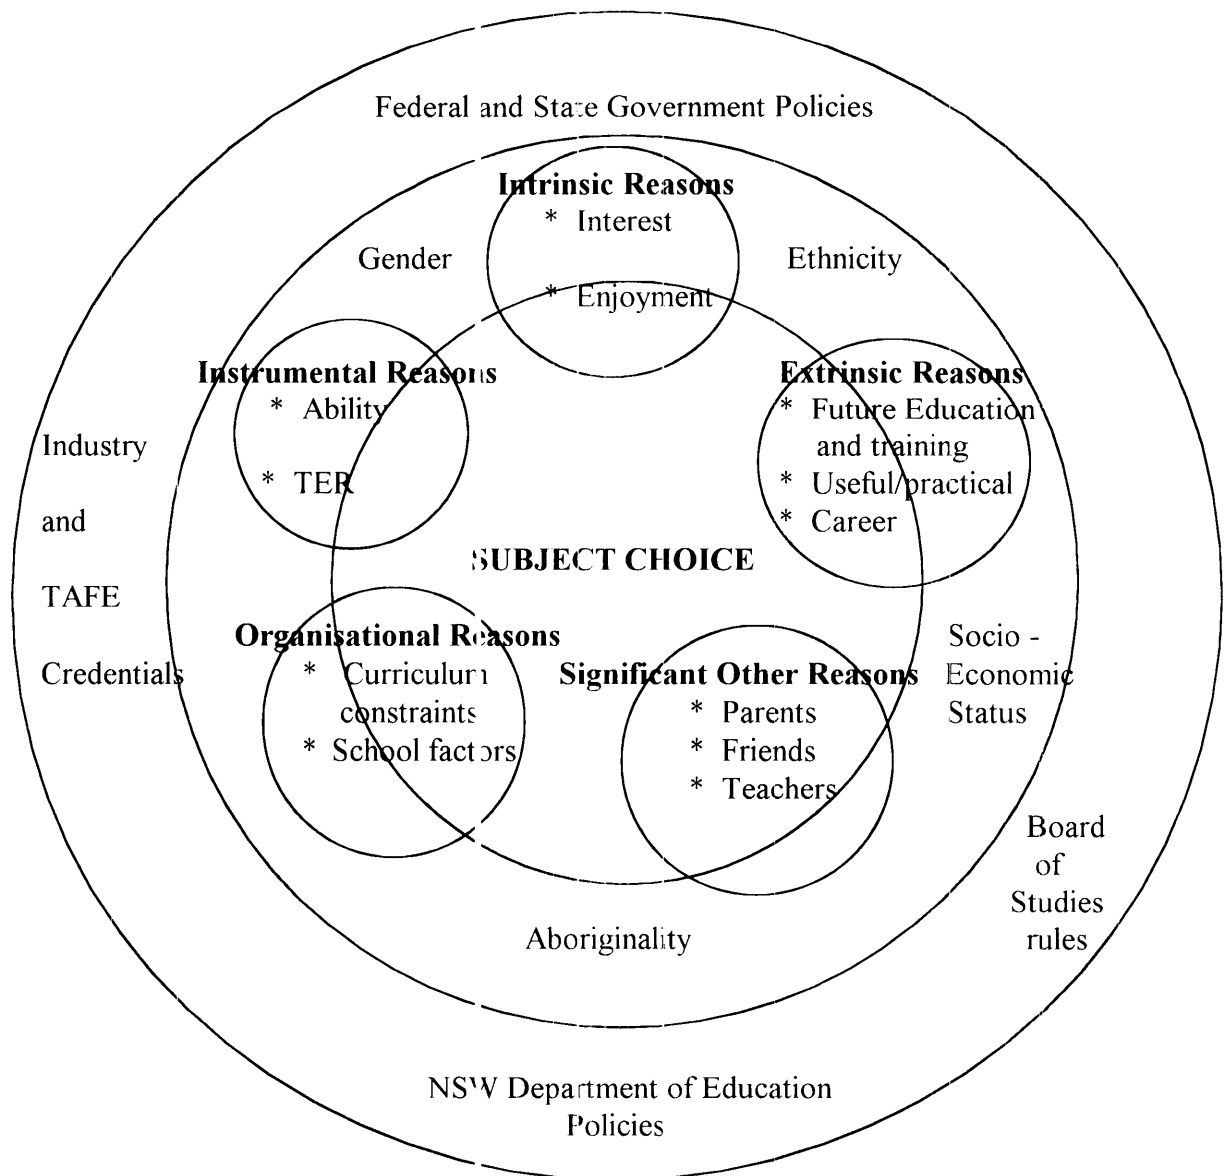 Federal and State Government Policies
Intrinsic Reasons
* Interest
Gender
Ethnicity
* Enjoyment
Instrumental Reasons
* Ability
* TER
Extrinsic Reasons
* Future Education
and training
* Useful/practical
* Career
Industry
and
TAFE
Credentials
SUBJECT CHOICE
Organisational Reasons
* Curriculum
constraints
* School factors
Significant Other Reasons
* Parents
* Friends
* Teachers
Socio -
Economic
Status
Board
of
Studies
rules
Aboriginality
NSW Department of Education
Policies